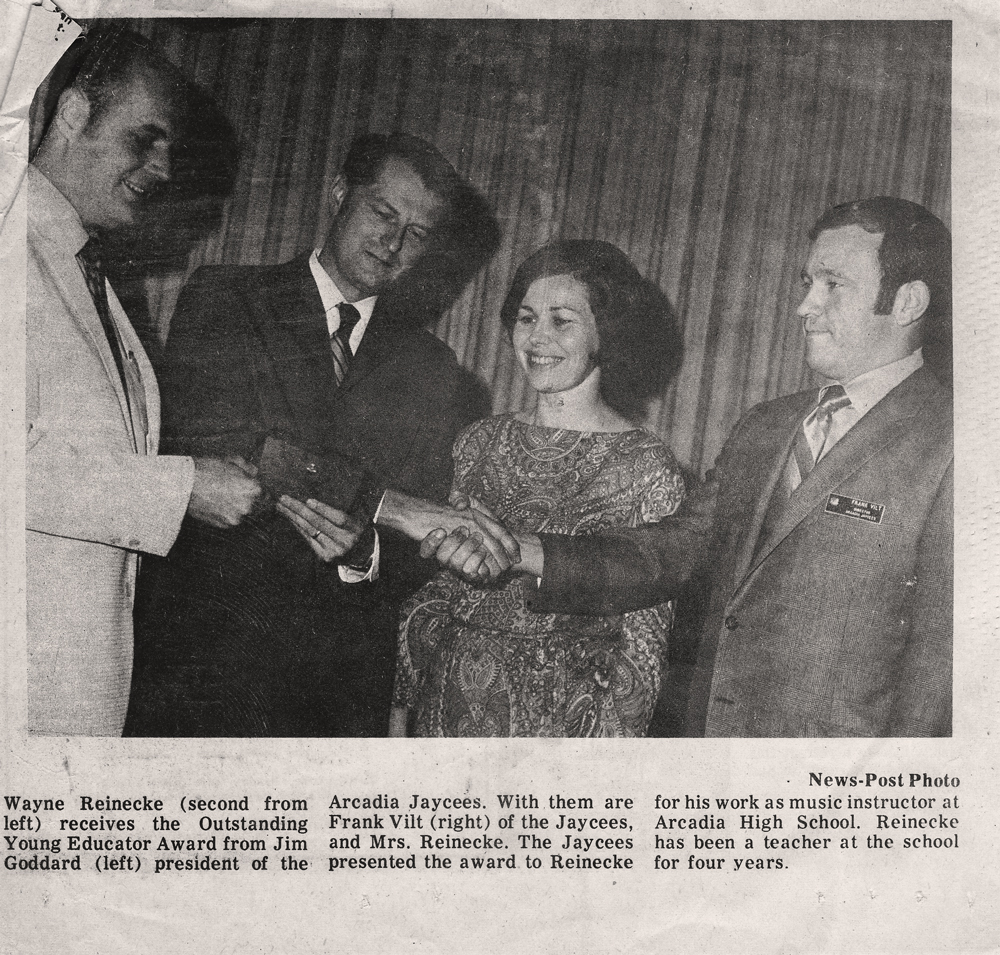 FRANK VILT
DIRECTOR
ARCADIA JAYCEES
News-Post Photo
Wayne Reinecke (second from
left) receives the Outstanding
Young Educator Award from Jim
Goddard (left) president of the
Arcadia Jaycees. With them are
Frank Vilt (right) of the Jaycees,
and Mrs. Reinecke. The Jaycees
presented the award to Reinecke
for his work as music instructor at
Arcadia High School. Reinecke
has been a teacher at the school
for four years.